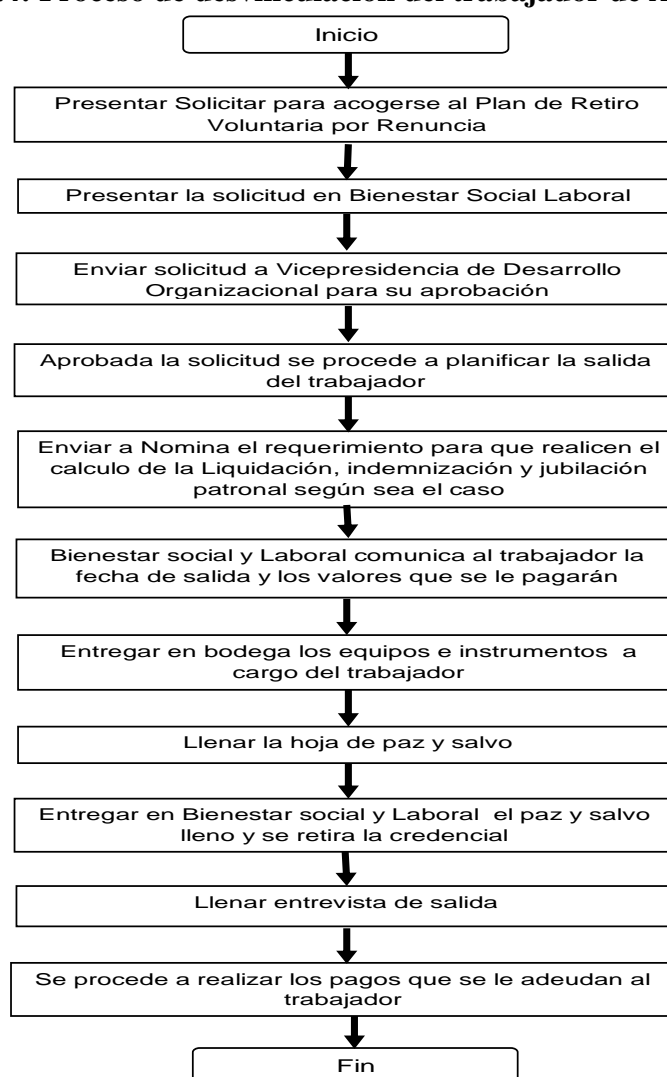 Proceso de desvinculación del trabajador de
Inicio
Presentar Solicitar para acogerse al Plan de Retiro
Voluntaria por Renuncia
Presentar la solicitud en Bienestar Social Laboral
Enviar solicitud a Vicepresidencia de Desarrollo
Organizacional para su aprobación
Aprobada la solicitud se procede a planificar la salida
del trabajador
Enviar a Nomina el requerimiento para que realicen el
calculo de la Liquidación, indemnización y jubilación
patronal según sea el caso
Bienestar social y Laboral comunica al trabajador la
fecha de salida y los valores que se le pagarán
Entregar en bodega los equipos e instrumentos a
cargo del trabajador
Llenar la hoja de paz y salvo
Entregar en Bienestar social y Laboral el paz y salvo
lleno y se retira la credencial
Llenar entrevista de salida
Se procede a realizar los pagos que se le adeudan al
trabajador
Fin